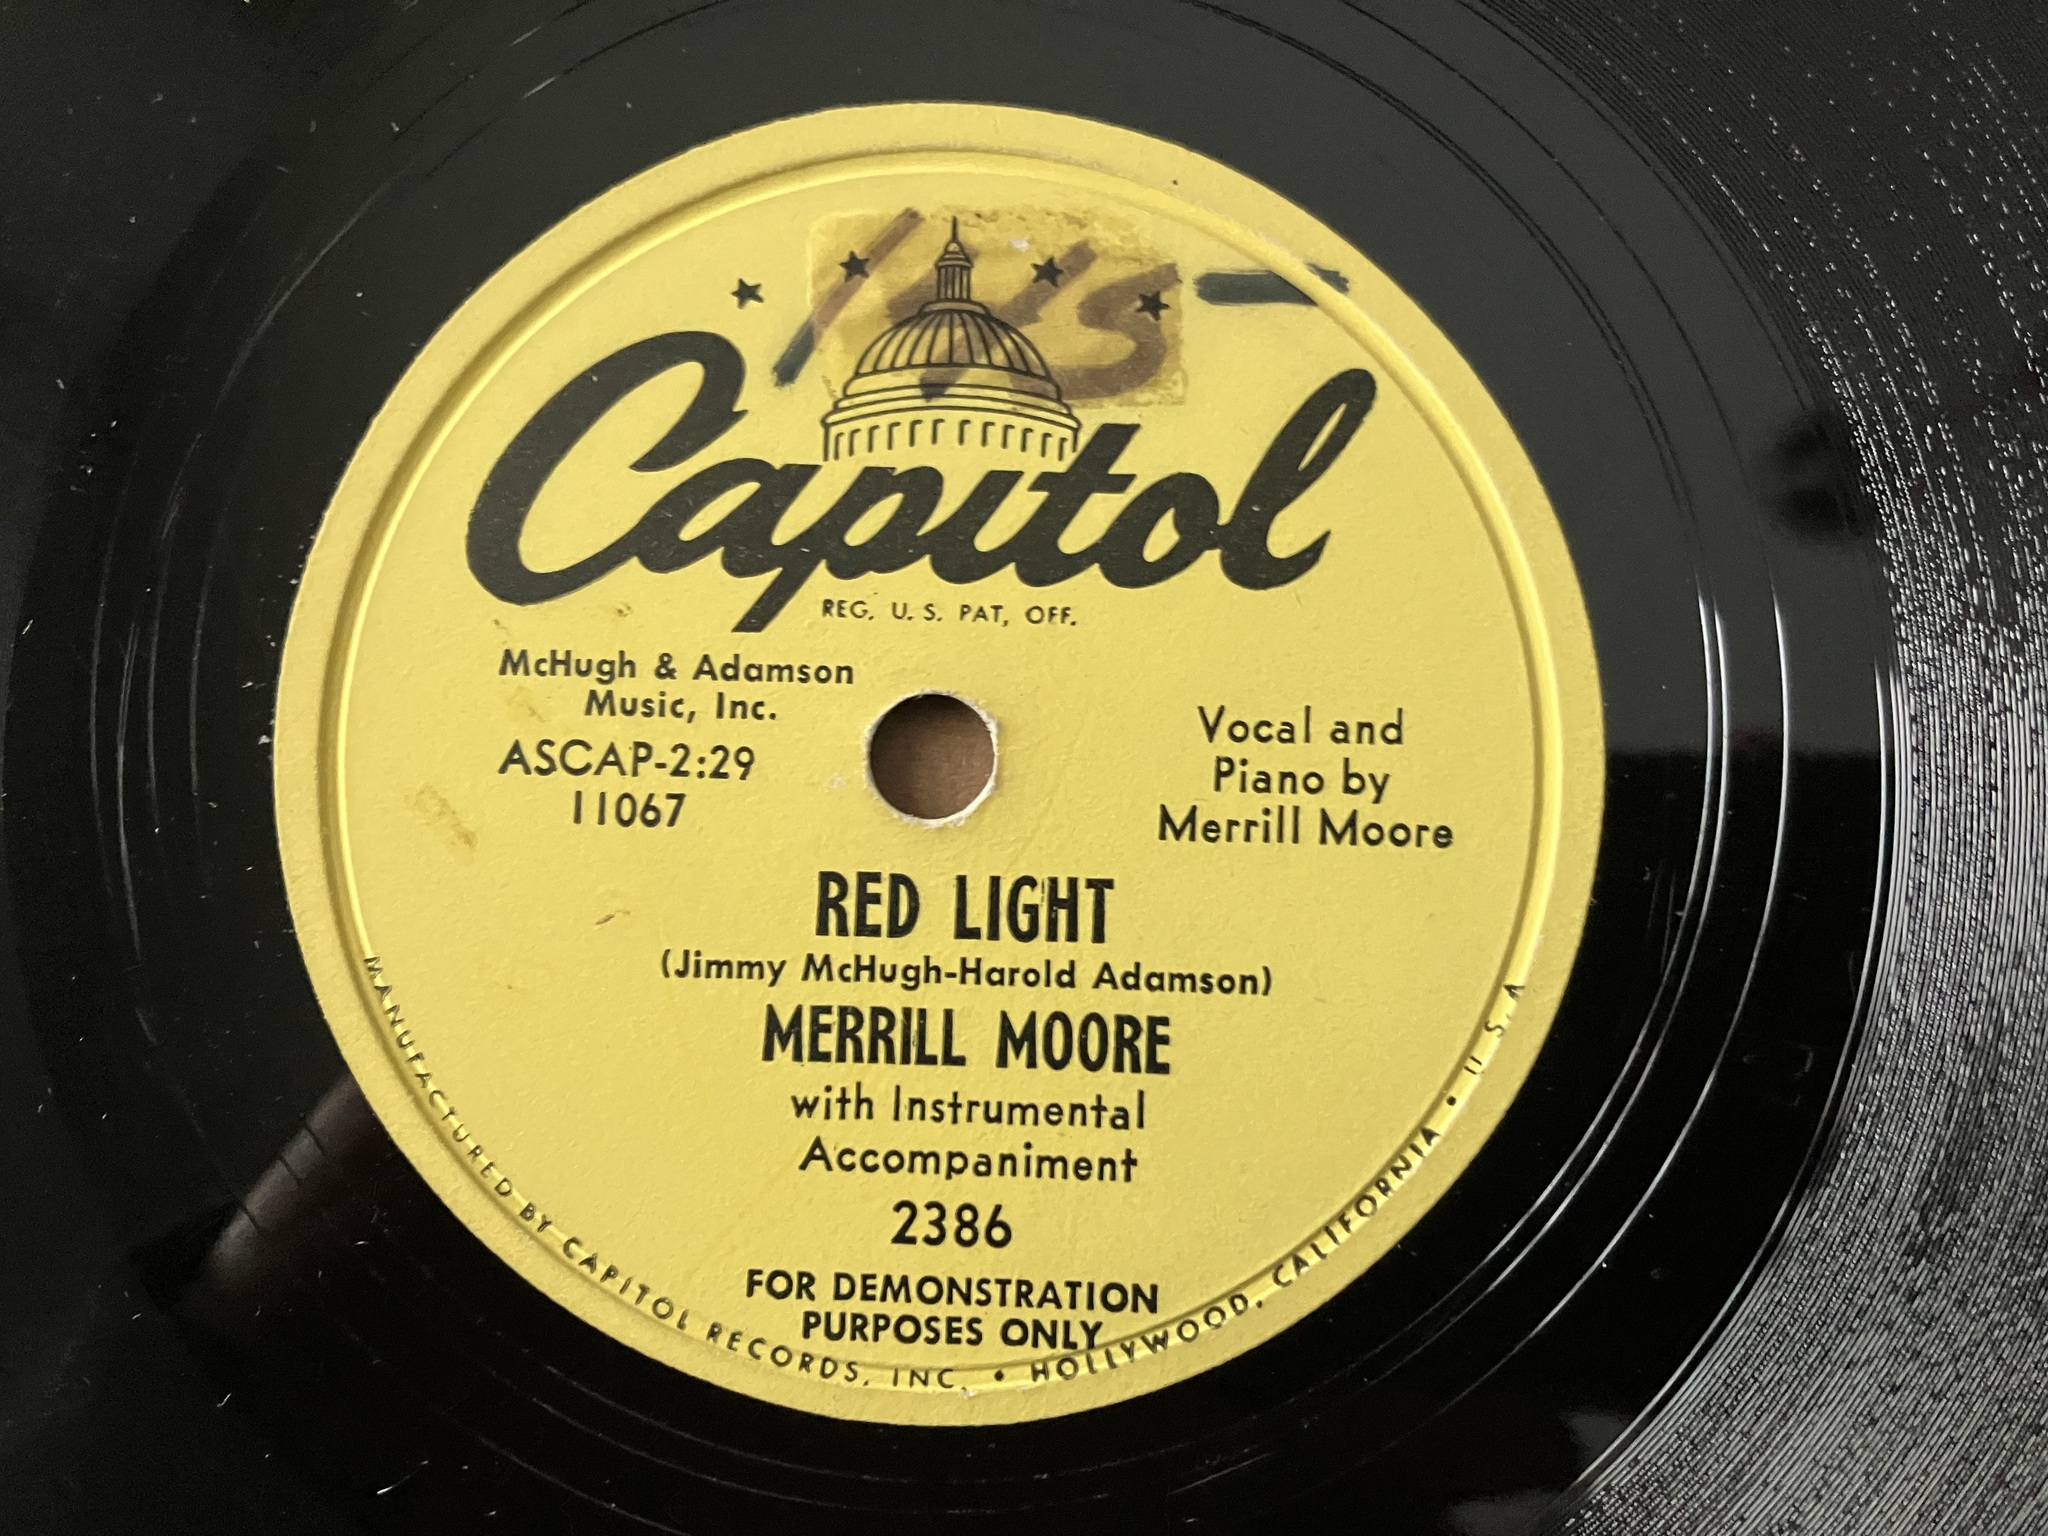 Capitol
REG. U. S. PAT, OFF.
McHugh & Adamson
Music, Inc.
ASCAP-2:29
11067
Vocal and
Piano by
Merrill Moore
RED LIGHT
(Jimmy McHugh-Harold Adamson)
MERRILL MOORE
with Instrumental
Accompaniment
2386
FOR DEMONSTRATION
PURPOSES ONLY
MANUFACTURED BY CAPITOL RECORDS, INC. • HOLLYWOOD, CALIFORNIA • U.S.A